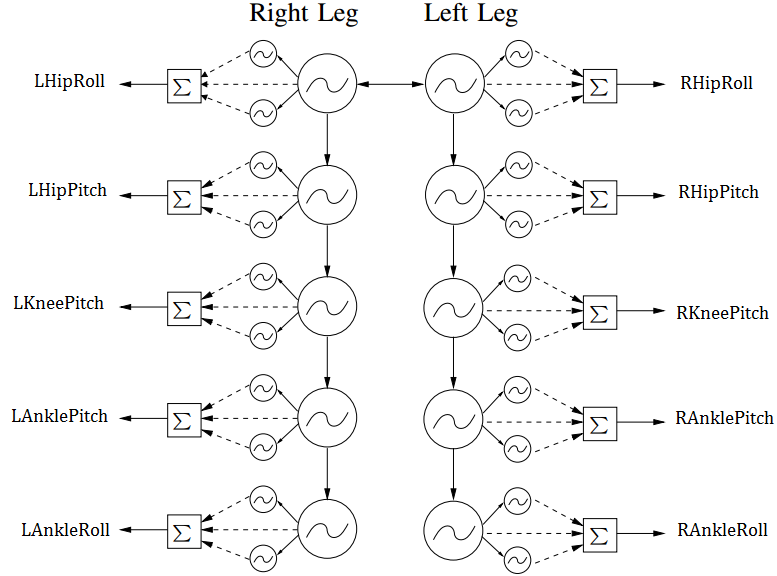 Right Leg Left Leg
LHipRoll Σ Σ RHipRoll
LHipPitch Σ Σ RHipPitch
LKneePitch Σ Σ RKneePitch
LAnklePitch Σ Σ RAnklePitch
LAnkleRoll Σ Σ RAnkleRoll